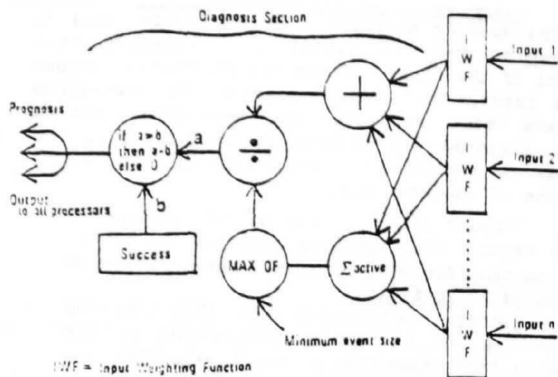 Diagnosis Section
I
W
F
Input 1
Prognosis
if a≥b
then a-b
else 0
a
+
÷
I
W
F
Input 2
Output
to all processors
b
Success
MAX OF
Σ active
I
W
F
Input n
Minimum event size
IWF = Input Weighting Function